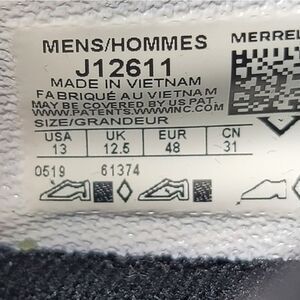 MENS/HOMMES
MERREL
J12611
MADE IN VIETNAM
FABRIQUÉ AU VIETNAM
MAY BE COVERED BY US PAT.
WWW.PATENTS.WWWINC.COM
SIZE/GRANDEUR
USA UK EUR CN
13 12.5 48 31
0519 61374